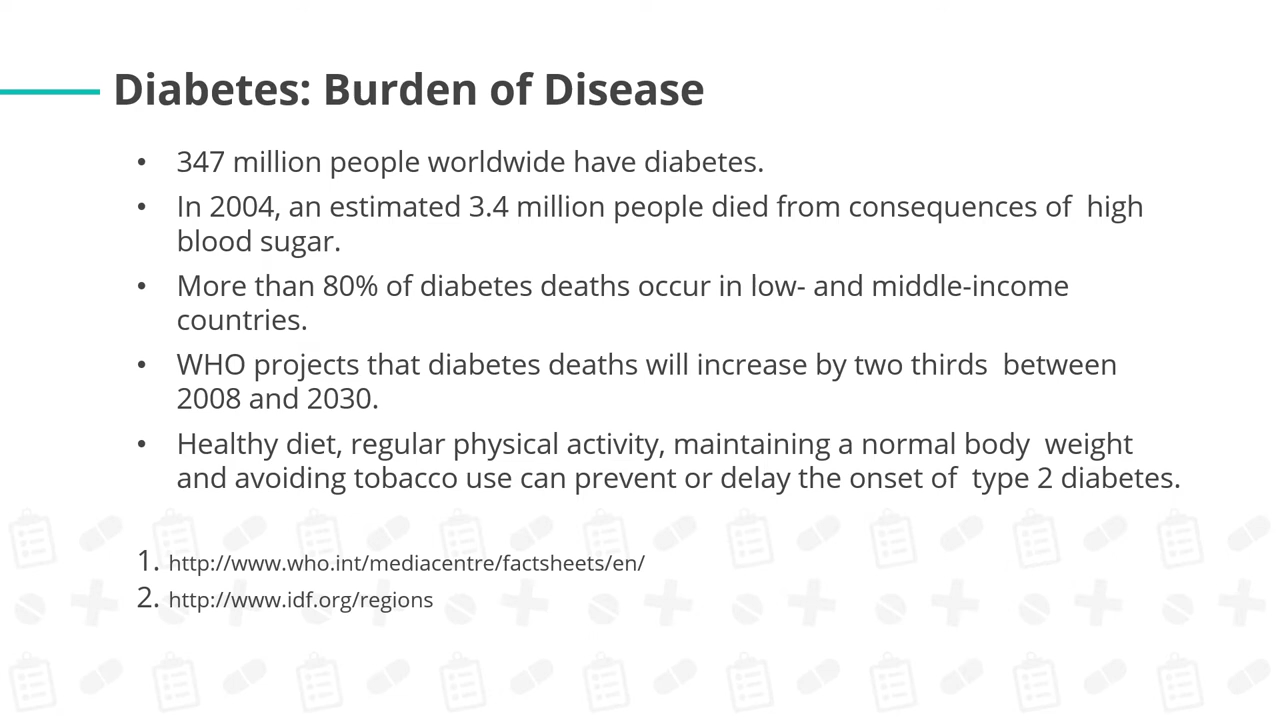 Diabetes: Burden of Disease
• 347 million people worldwide have diabetes.
• In 2004, an estimated 3.4 million people died from consequences of  high
blood sugar.
• More than 80% of diabetes deaths occur in low- and middle-income
countries.
• WHO projects that diabetes deaths will increase by two thirds  between
2008 and 2030.
• Healthy diet, regular physical activity, maintaining a normal body  weight
and avoiding tobacco use can prevent or delay the onset of  type 2 diabetes.
1. http://www.who.int/mediacentre/factsheets/en/
2. http://www.idf.org/regions